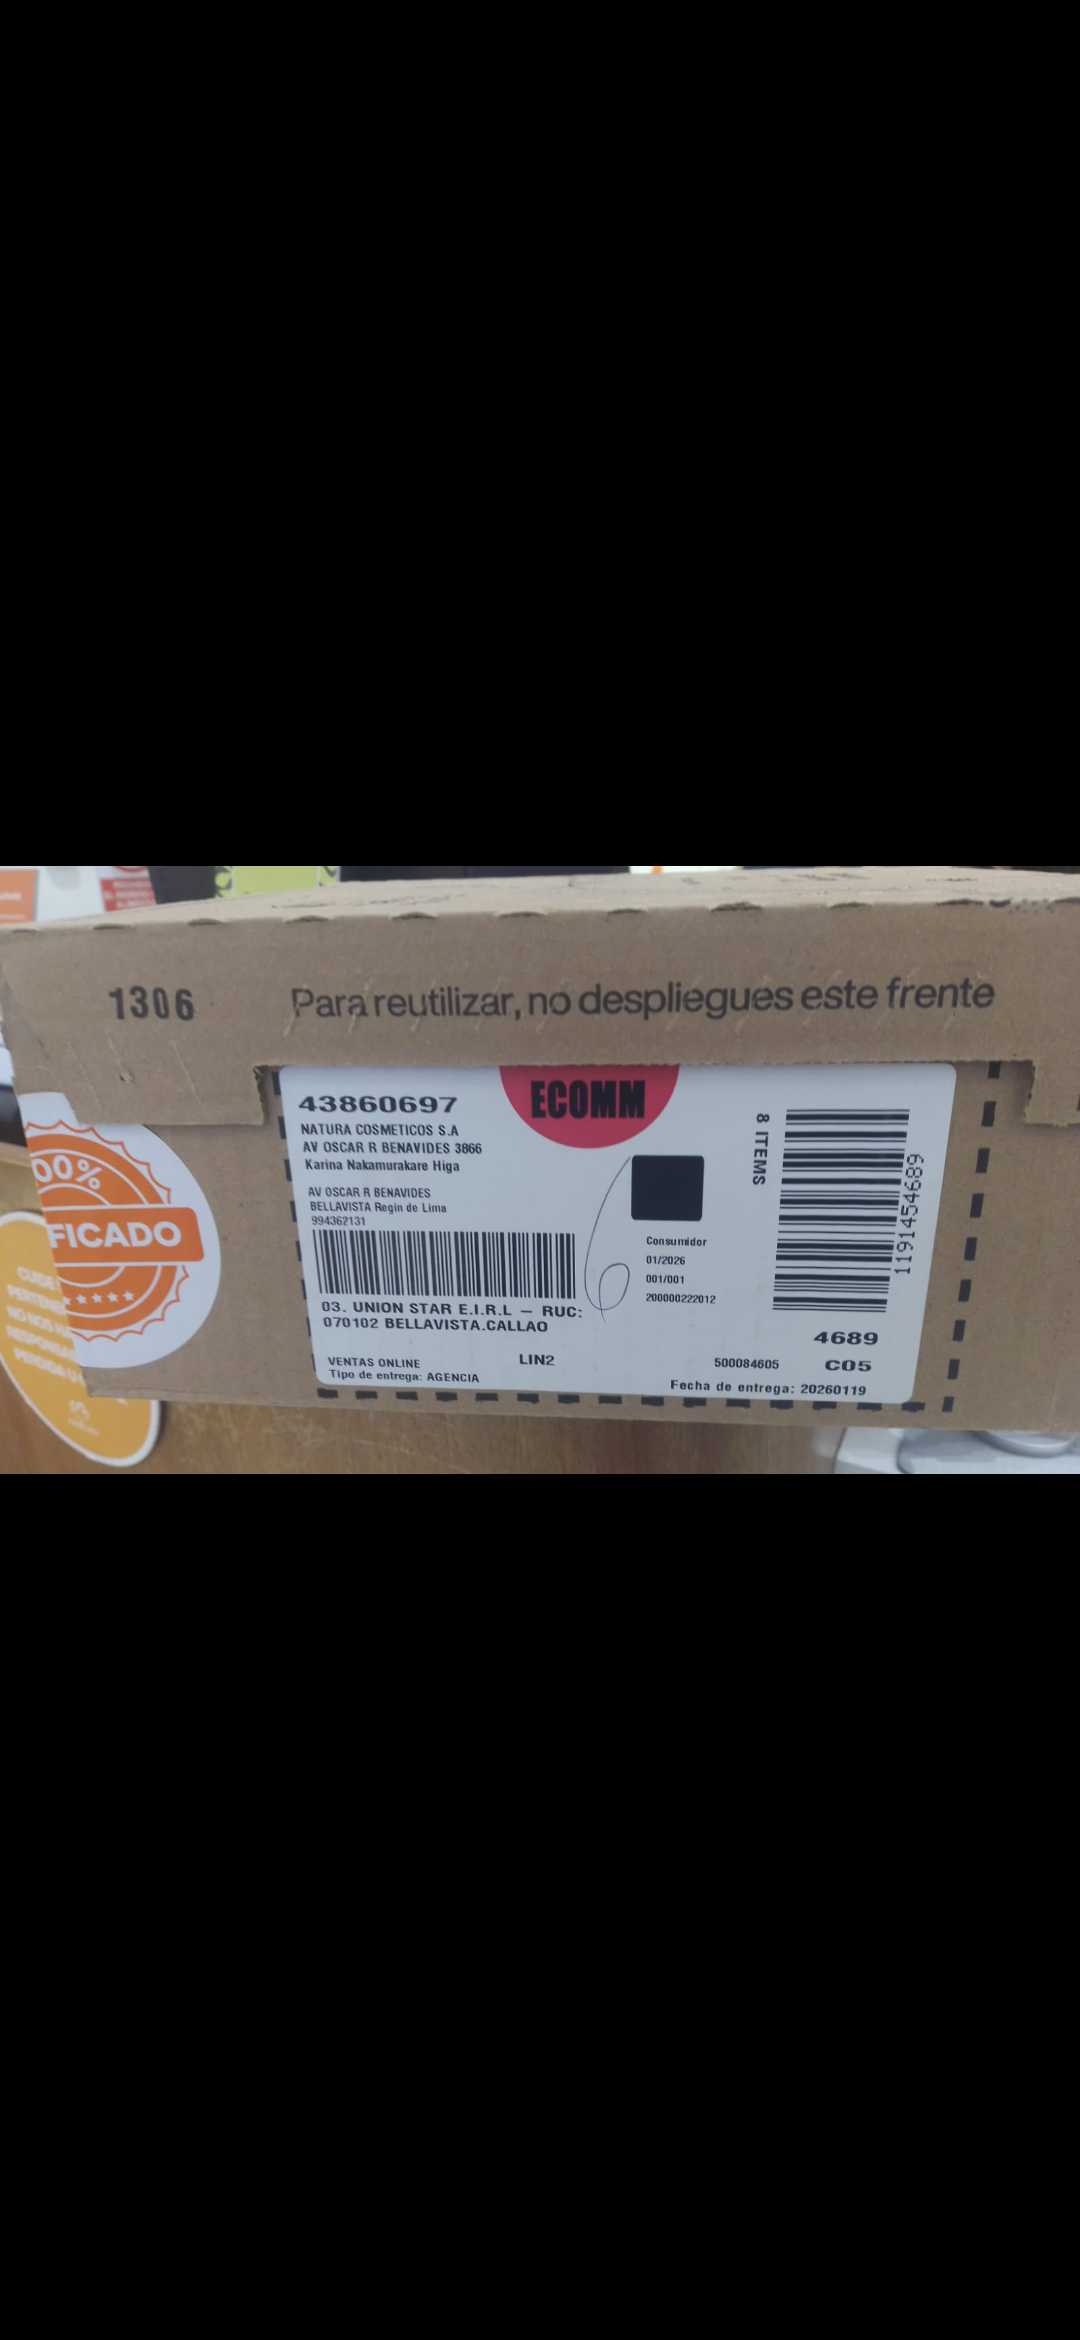 1306
Para reutilizar, no despliegues este frente
ECOMM
43860697
NATURA COSMETICOS S.A
AV OSCAR R BENAVIDES 3866
Karina Nakamurakare Higa
AV OSCAR R BENAVIDES
BELLAVISTA Regin de Lima
994362131
03. UNION STAR E.I.R.L – RUC:
070102 BELLAVISTA.CALLAO
VENTAS ONLINE
Tipo de entrega: AGENCIA
LIN2
Consumidor
01/2026
001/001
200000222012
8 ITEMS
1191454689
4689
500084605
C05
Fecha de entrega: 20260119
00%
FICADO